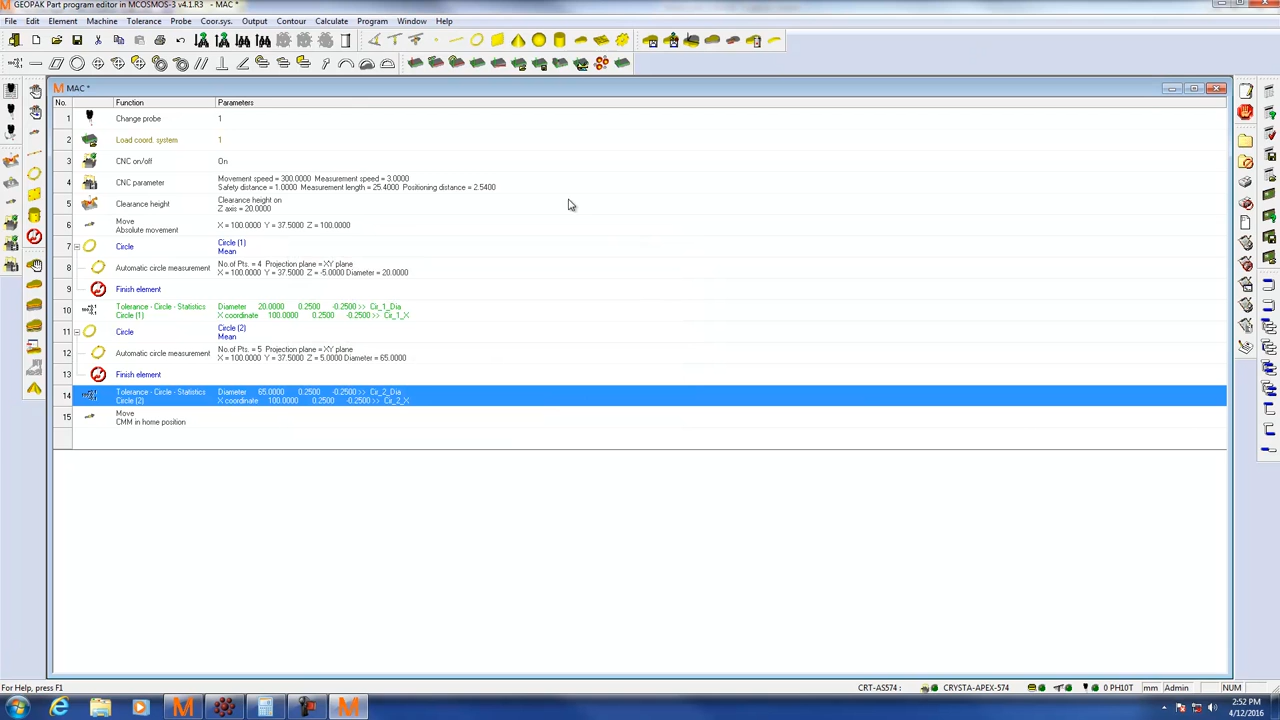 GEOPAK Part program editor in MCOSMOS-3 v4.1.R3 - MAC *
File Edit Element Machine Tolerance Probe Coor.sys. Output Contour Calculate Program Window Help
MAC *
No. Function Parameters
1 Change probe 1
2 Load coord. system 1
3 CNC on/off On
4 CNC parameter Movement speed = 300.0000 Measurement speed = 3.0000
Safety distance = 1.0000 Measurement length = 25.4000 Positioning distance = 2.5400
5 Clearance height Clearance height on
Z axis = 20.0000
6 Move
Absolute movement X = 100.0000 Y = 37.5000 Z = 100.0000
7 Circle Circle (1)
Mean
8 Automatic circle measurement No.of Pts. = 4 Projection plane = XY plane
X = 100.0000 Y = 37.5000 Z = -5.0000 Diameter = 20.0000
9 Finish element
10 Tolerance - Circle - Statistics Diameter 20.0000 0.2500 -0.2500 >> Cir_1_Dia
Circle (1) X coordinate 100.0000 0.2500 -0.2500 >> Cir_1_X
11 Circle Circle (2)
Mean
12 Automatic circle measurement No.of Pts. = 5 Projection plane = XY plane
X = 100.0000 Y = 37.5000 Z = 5.0000 Diameter = 65.0000
13 Finish element
14 Tolerance - Circle - Statistics Diameter 65.0000 0.2500 -0.2500 >> Cir_2_Dia
Circle (2) X coordinate 100.0000 0.2500 -0.2500 >> Cir_2_X
15 Move
CMM in home position
For Help, press F1 CRT-AS574 : CRYSTA-APEX-574 0 PH10T mm Admin NUM
2:52 PM
4/12/2016